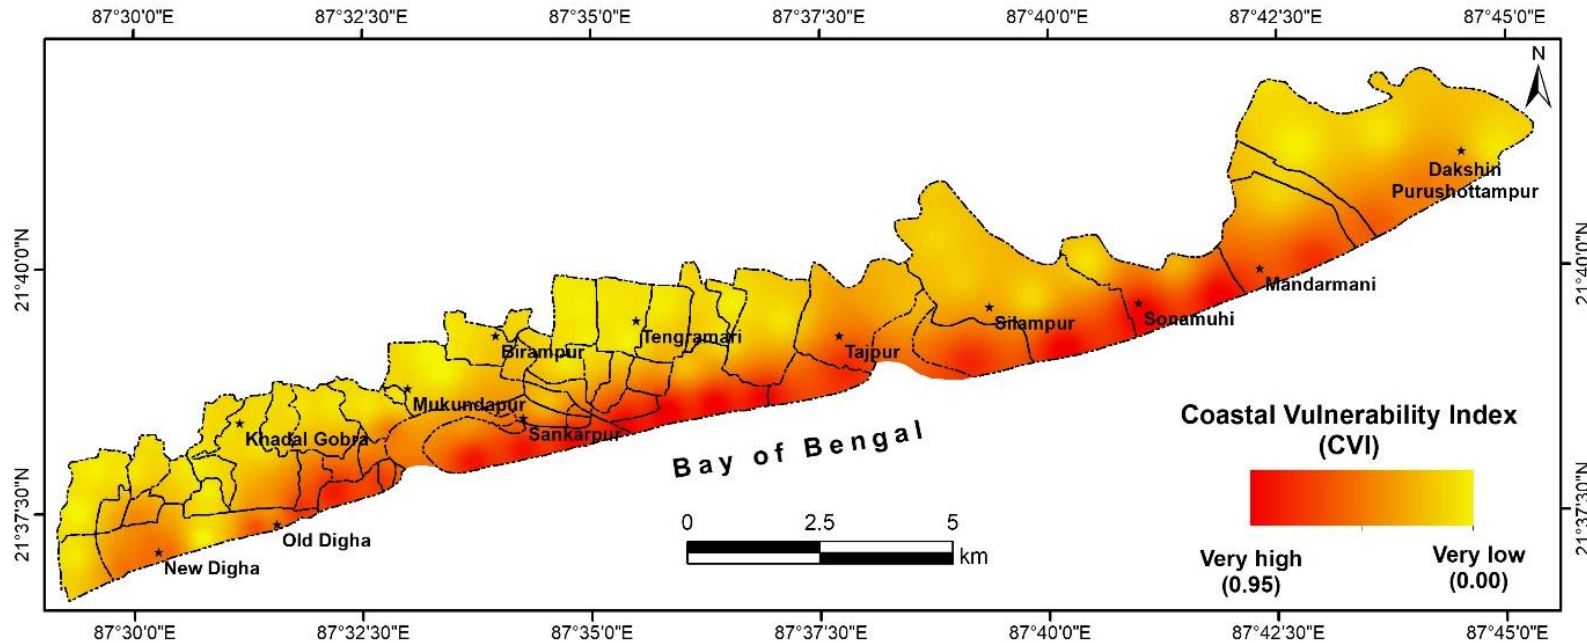 87°30'0"E 87°32'30"E 87°35'0"E 87°37'30"E 87°40'0"E 87°42'30"E 87°45'0"E
N
Dakshin
Purushottampur
21°40'0"N
21°40'0"N
Mandarmani
Sonamuhi
Silampur
Tengramari
Tajpur
Birampur
Mukundapur
Sankarpur
Khadal Gobra
Bay of Bengal
Coastal Vulnerability Index
(CVI)
21°37'30"N
21°37'30"N
Old Digha
New Digha
0 2.5 5
km
Very high
(0.95)
Very low
(0.00)
87°30'0"E 87°32'30"E 87°35'0"E 87°37'30"E 87°40'0"E 87°42'30"E 87°45'0"E